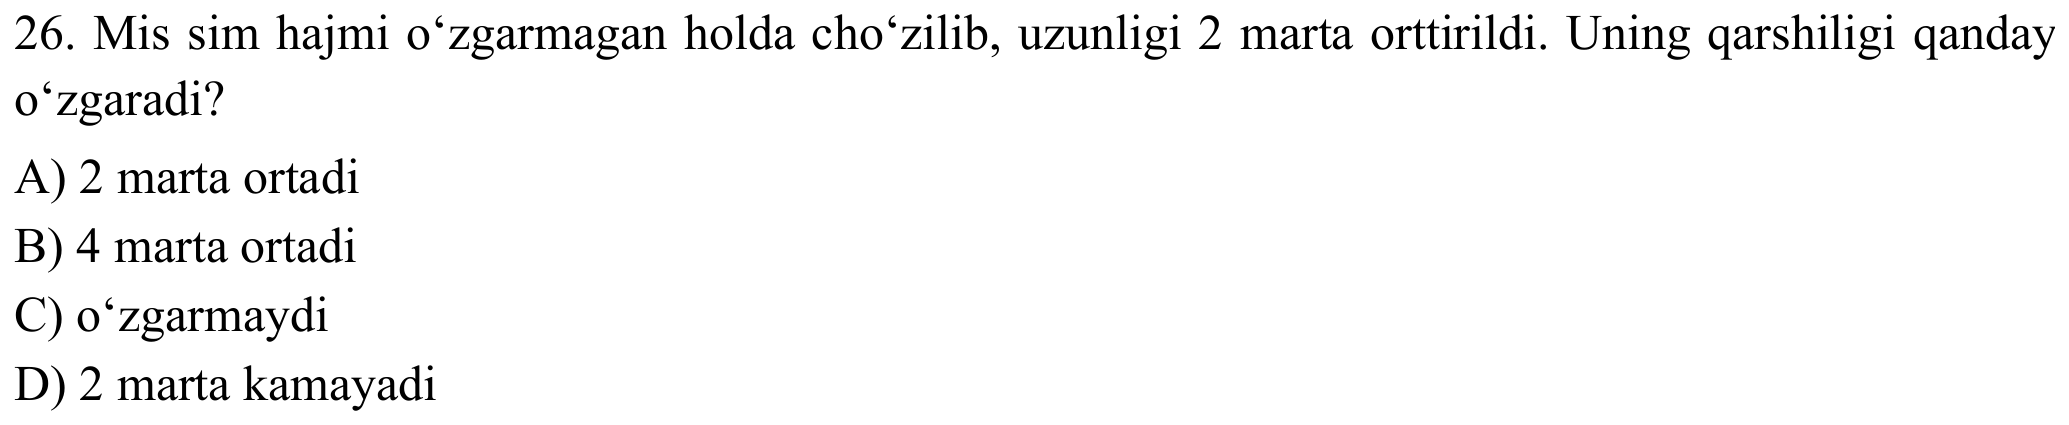 26. Mis sim hajmi o‘zgarmagan holda cho‘zilib, uzunligi 2 marta orttirildi. Uning qarshiligi qanday
o‘zgaradi?
A) 2 marta ortadi
B) 4 marta ortadi
C) o‘zgarmaydi
D) 2 marta kamayadi